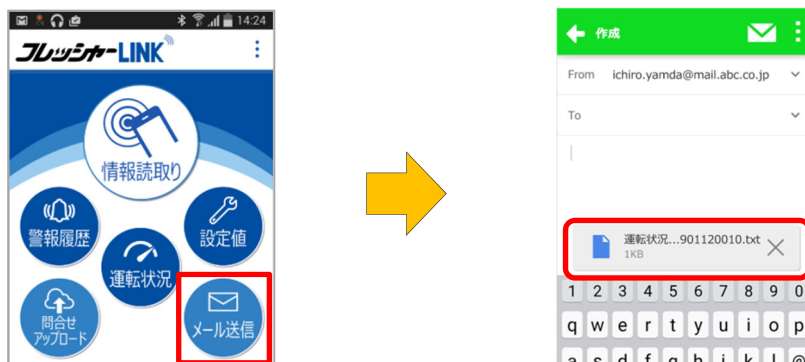 14:24
フレッシャーLINK
情報読取り
警報履歴
設定値
運転状況
問合せ
アップロード
メール送信
作成
From ichiro.yamda@mail.abc.co.jp
To
運転状況...901120010.txt
1KB
1 2 3 4 5 6 7 8 9 0
q w e r t y u i o p
a s d f g h j k l @